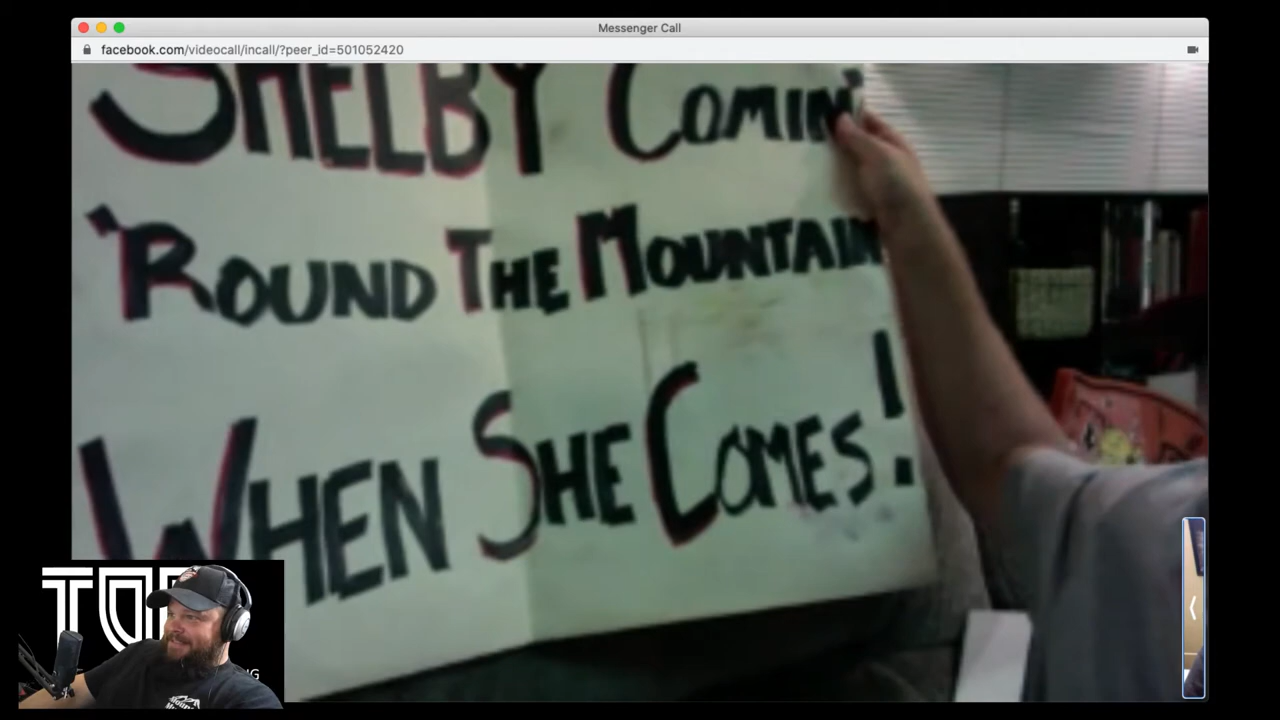 Messenger Call
facebook.com/videocall/incall/?peer_id=501052420
SHELBY COMIN'
'ROUND THE MOUNTAIN
WHEN SHE COMES!